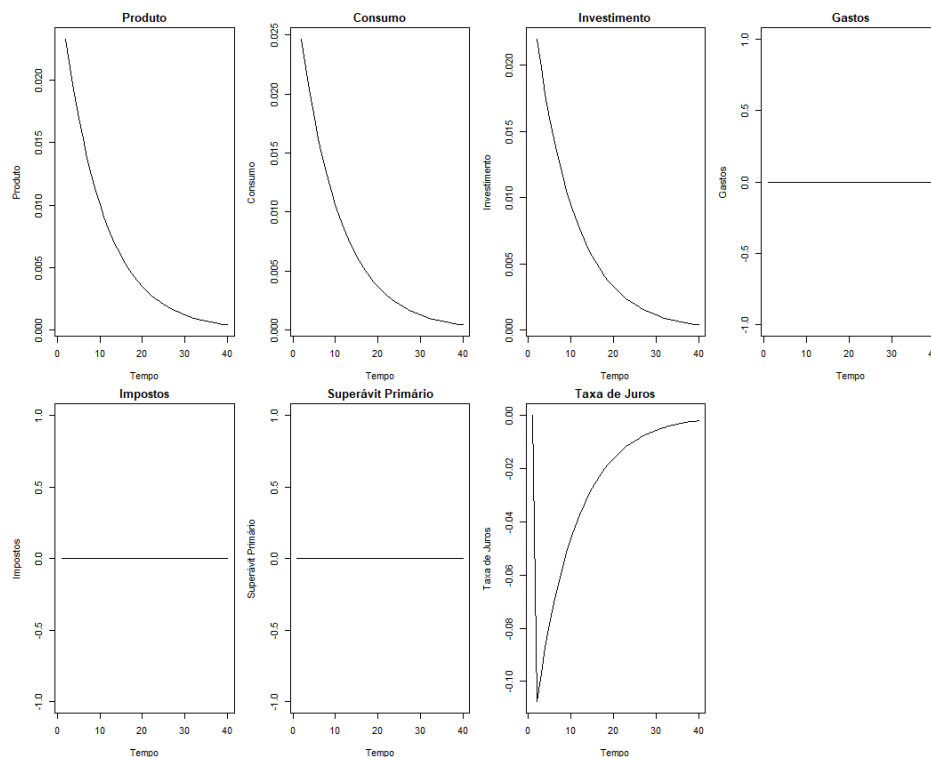 Produto
Produto
0.000 0.005 0.010 0.015 0.020
0 10 20 30 40
Tempo
Consumo
Consumo
0.000 0.005 0.010 0.015 0.020 0.025
0 10 20 30 40
Tempo
Investimento
Investimento
0.000 0.005 0.010 0.015 0.020
0 10 20 30 40
Tempo
Gastos
Gastos
-1.0 -0.5 0.0 0.5 1.0
0 10 20 30 40
Tempo
Impostos
Impostos
-1.0 -0.5 0.0 0.5 1.0
0 10 20 30 40
Tempo
Superávit Primário
Superávit Primário
-1.0 -0.5 0.0 0.5 1.0
0 10 20 30 40
Tempo
Taxa de Juros
Taxa de Juros
-0.10 -0.08 -0.06 -0.04 -0.02 0.00
0 10 20 30 40
Tempo